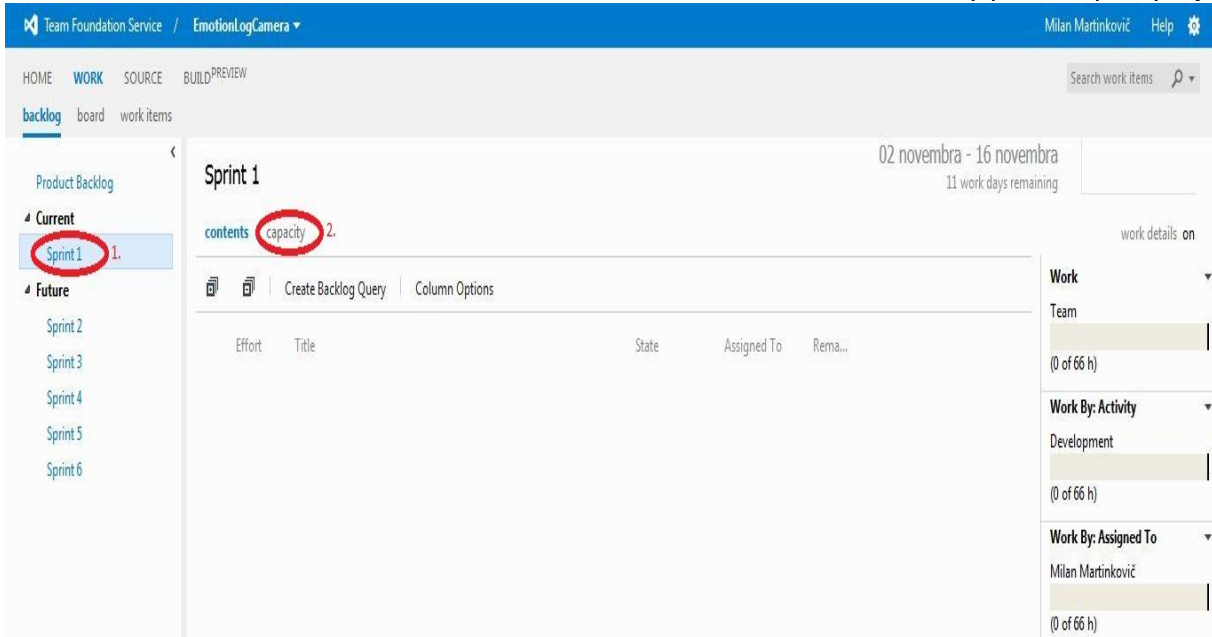 Team Foundation Service / EmotionLogCamera
Milan Martinkovič Help
HOME WORK SOURCE BUILD PREVIEW
Search work items
backlog board work items
Product Backlog
Current
Sprint 1 1.
Future
Sprint 2
Sprint 3
Sprint 4
Sprint 5
Sprint 6
Sprint 1
02 novembra - 16 novembra
11 work days remaining
contents capacity 2.
work details on
Create Backlog Query Column Options
Effort Title State Assigned To Rema...
Work
Team
(0 of 66 h)
Work By: Activity
Development
(0 of 66 h)
Work By: Assigned To
Milan Martinkovič
(0 of 66 h)